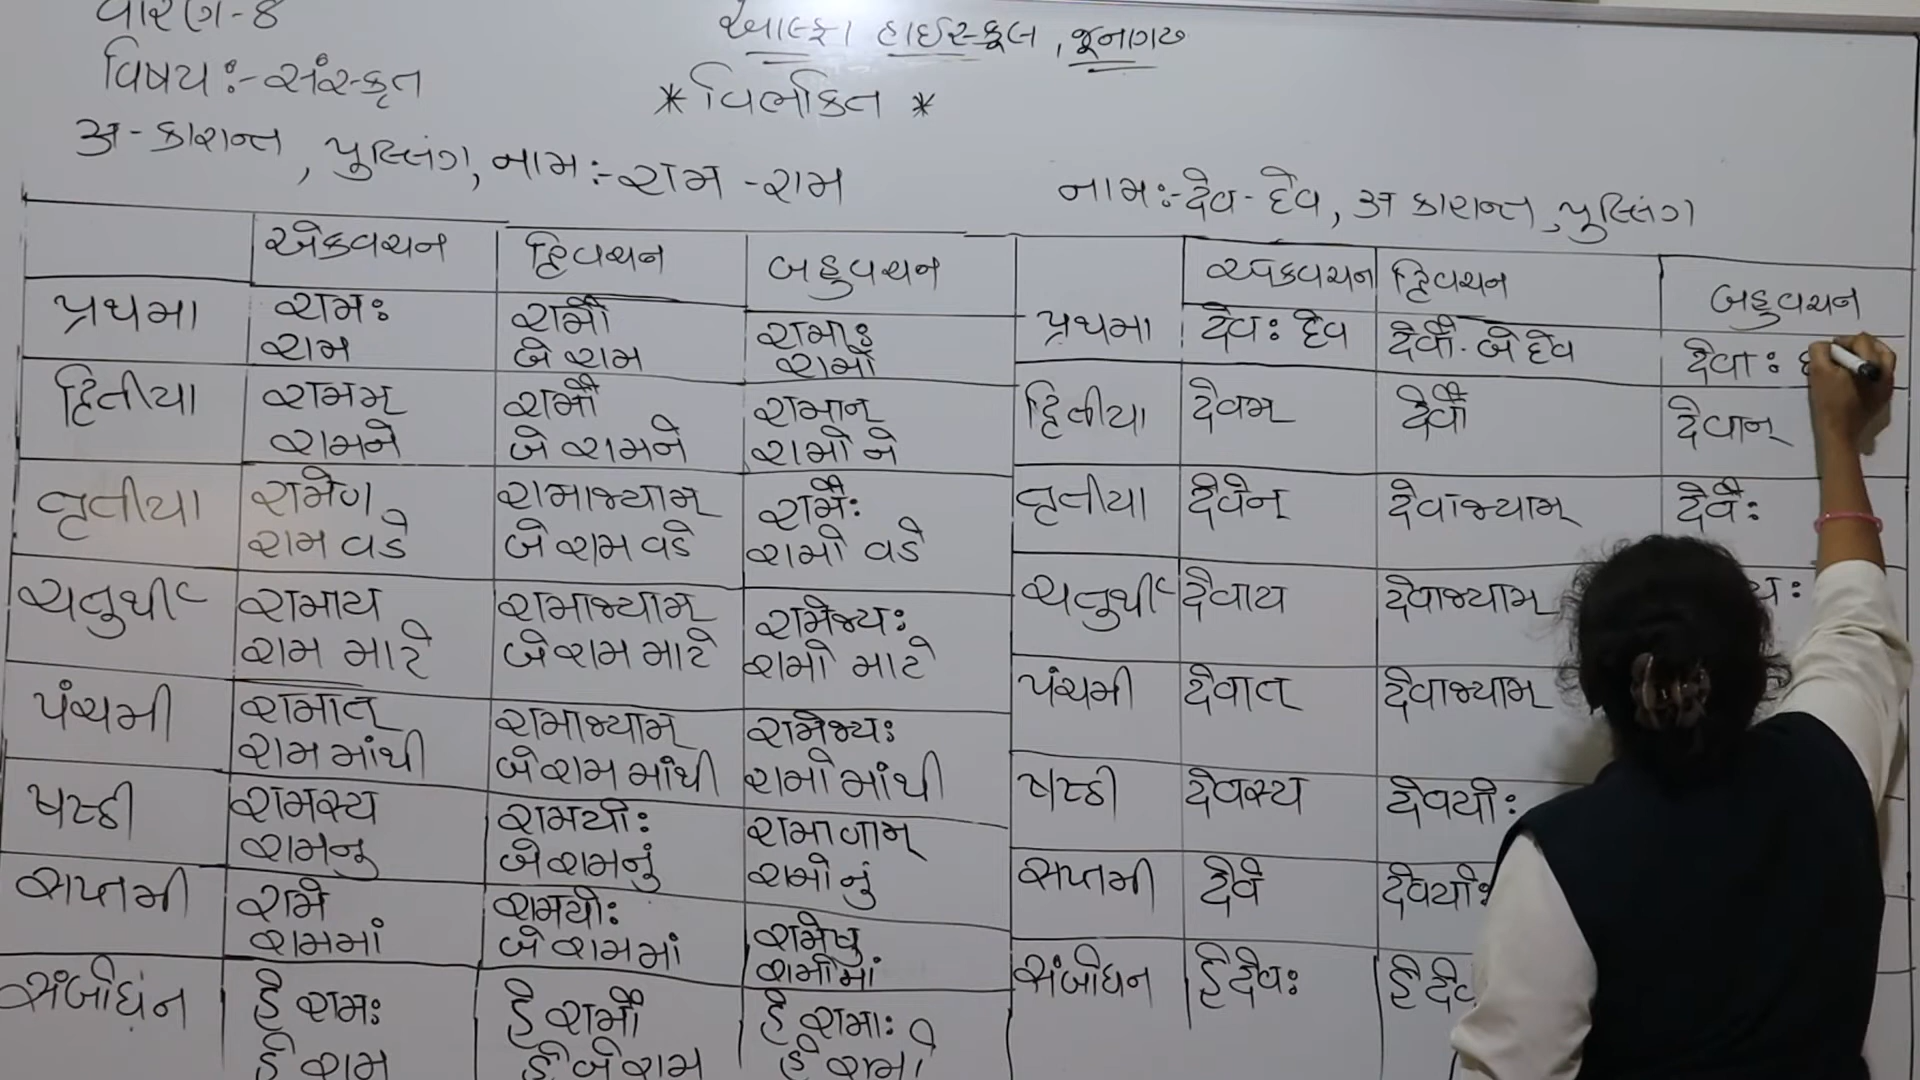 ધોરણ-8
આલ્ફા હાઈસ્કૂલ, જૂનાગઢ
વિષય:-સંસ્કૃત
* વિભક્તિ *
अ-કારાન્ત, પુલ્લિંગ, નામ:-રામ -રામ
નામ:-દેવ-દેવ, अ કારાન્ત, પુલ્લિંગ
એકવચન દ્વિવચન બહુવચન
પ્રથમા રામ: રામૌ રામા:
રામ બે રામ રામો
દ્વિતીયા રામમ્ રામૌ રામાન્
રામને બે રામને રામો ને
તૃતીયા રામેણ રામાભ્યામ્ રામૈ:
રામ વડે બે રામ વડે રામો વડે
ચતુર્થી રામાય રામાભ્યામ્ રામેભ્ય:
રામ માટે બે રામ માટે રામો માટે
પંચમી રામાત્ રામાભ્યામ્ રામેભ્ય:
રામ માંથી બે રામ માંથી રામો માંથી
ષષ્ઠી રામસ્ય રામયો: રામાણામ્
રામનુ બે રામનું રામો નું
સપ્તમી રામે રામયો: રામેષુ
રામમાં બે રામમાં રામોમાં
સંબોધન હે રામ: હે રામૌ હે રામા:
હે રામ હે બે રામ હે રામો
એકવચન દ્વિવચન બહુવચન
પ્રથમા દેવ: દેવ દેવૌ. બે દેવ દેવા:
દ્વિતીયા દેવમ્ દેવૌ દેવાન્
તૃતીયા દેવેન્ દેવાભ્યામ્ દેવૈ:
ચતુર્થી દેવાય દેવાભ્યામ્
પંચમી દેવાત્ દેવાભ્યામ્
ષષ્ઠી દેવસ્ય દેવયો:
સપ્તમી દેવે દેવયો:
સંબોધન હે દેવ: હે